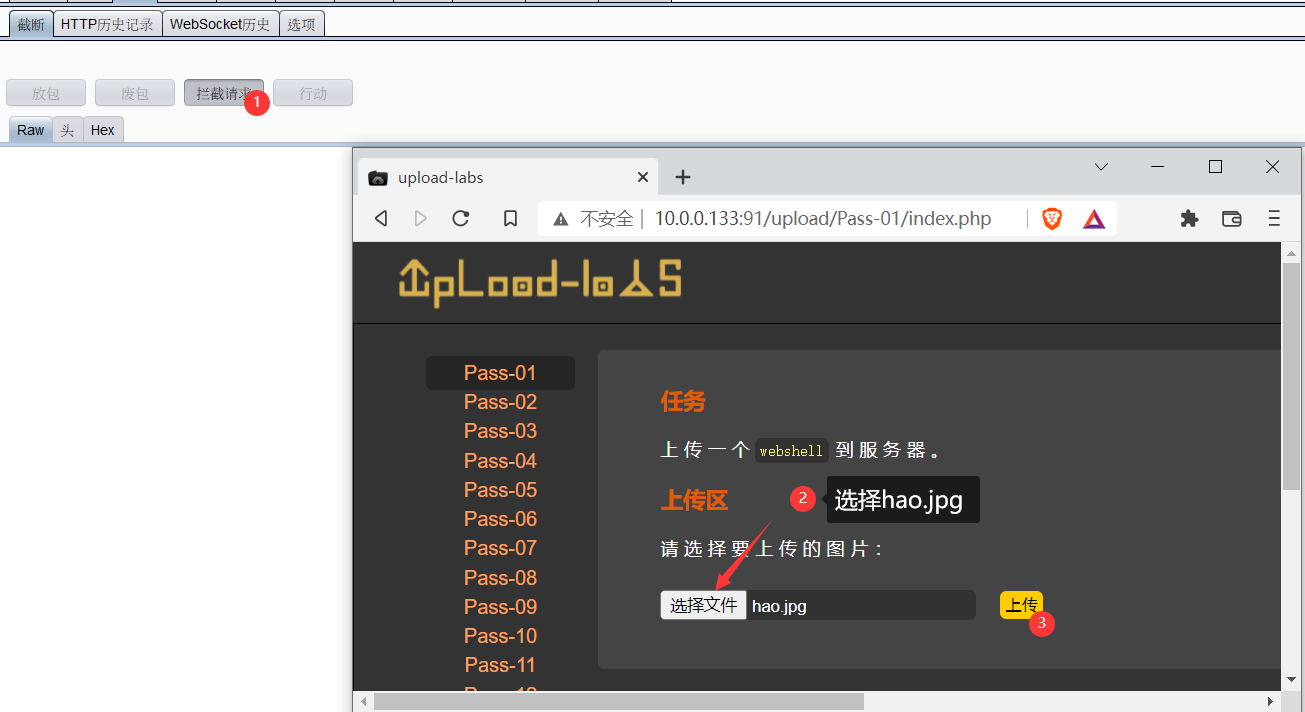 截断 HTTP历史记录 WebSocket历史 选项
放包 废包 拦截请求 行动
1
Raw 头 Hex
upload-labs
不安全 | 10.0.0.133:91/upload/Pass-01/index.php
UpLoad-labS
Pass-01
Pass-02
Pass-03
Pass-04
Pass-05
Pass-06
Pass-07
Pass-08
Pass-09
Pass-10
Pass-11
任务
上传一个 webshell 到服务器。
上传区
2 选择hao.jpg
请选择要上传的图片：
选择文件 hao.jpg 上传
3